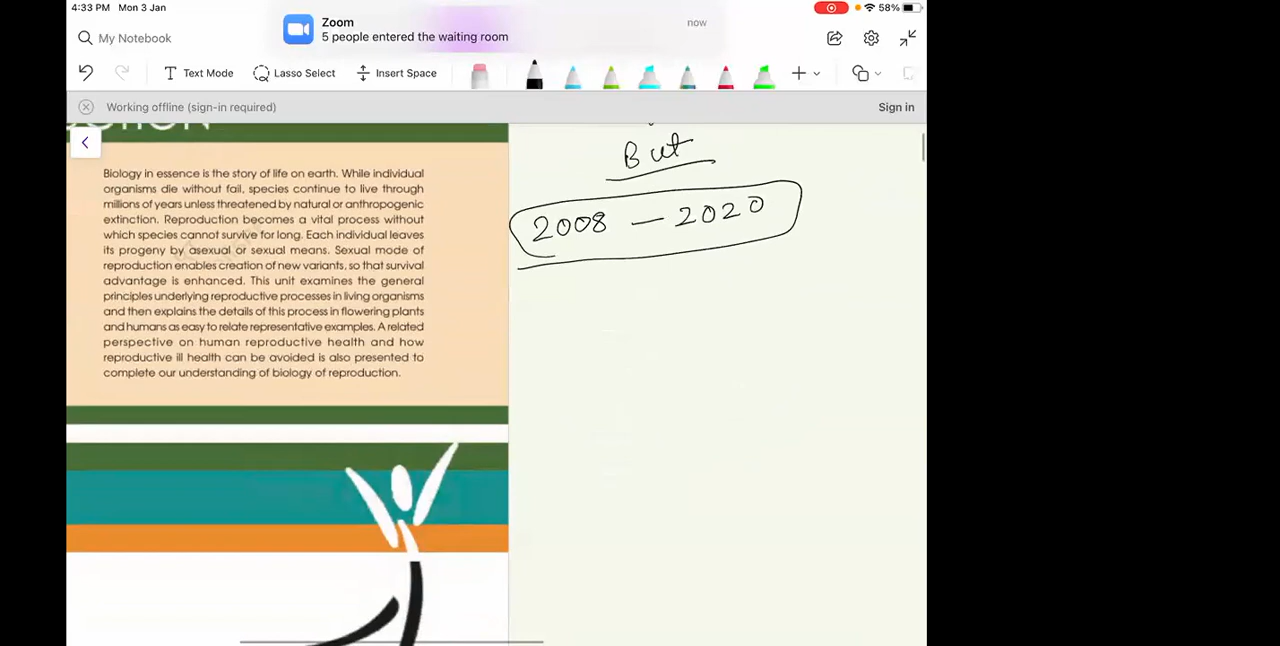 4:33 PM Mon 3 Jan
58%
Zoom
now
5 people entered the waiting room
My Notebook
Text Mode
Lasso Select
Insert Space
Working offline (sign-in required)
Sign in
Biology in essence is the story of life on earth. While individual
organisms die without fail, species continue to live through
millions of years unless threatened by natural or anthropogenic
extinction. Reproduction becomes a vital process without
which species cannot survive for long. Each individual leaves
its progeny by asexual or sexual means. Sexual mode of
reproduction enables creation of new variants, so that survival
advantage is enhanced. This unit examines the general
principles underlying reproductive processes in living organisms
and then explains the details of this process in flowering plants
and humans as easy to relate representative examples. A related
perspective on human reproductive health and how
reproductive ill health can be avoided is also presented to
complete our understanding of biology of reproduction.
But
2008 — 2020